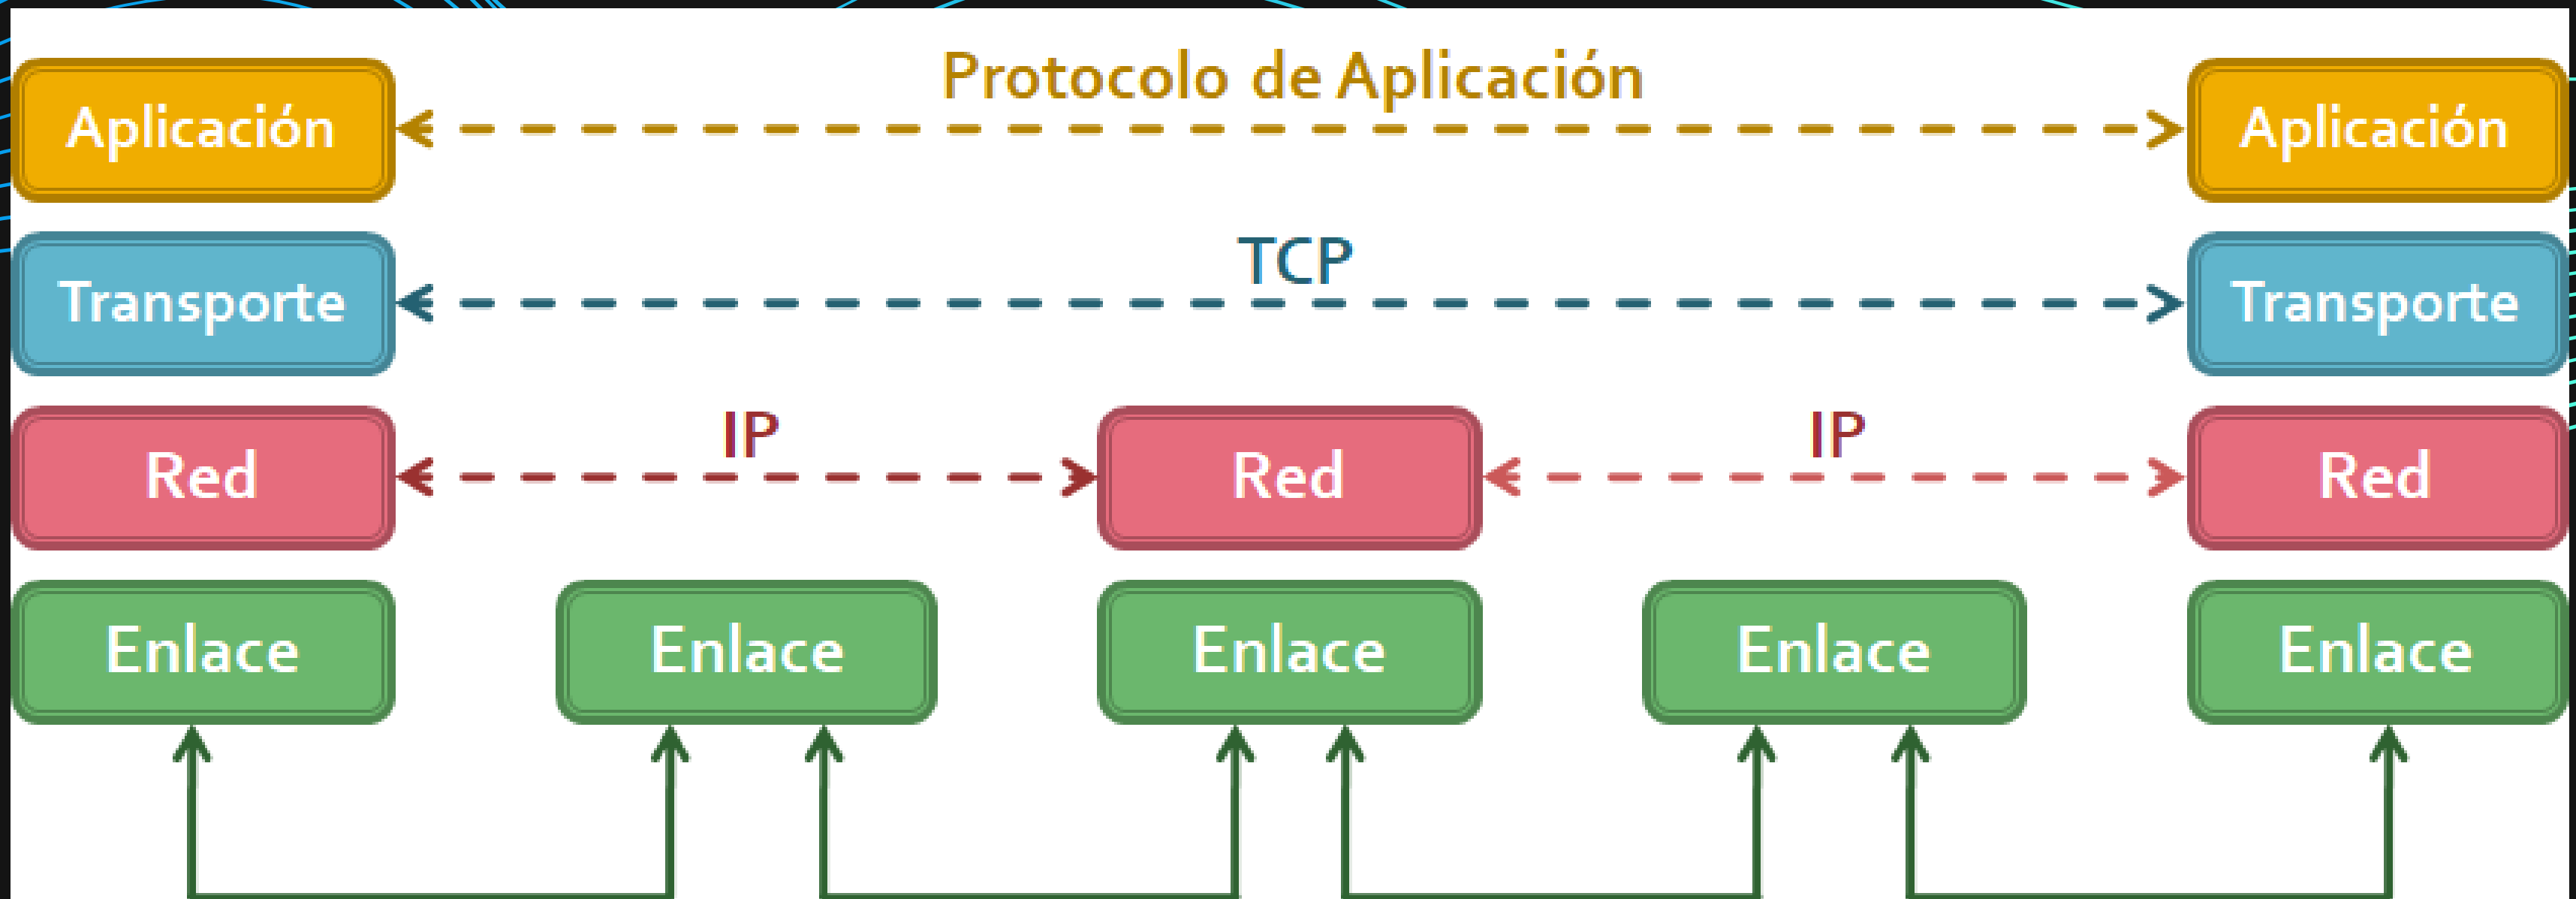 Protocolo de Aplicación
Aplicación
Aplicación
TCP
Transporte
Transporte
IP
IP
Red
Red
Red
Enlace
Enlace
Enlace
Enlace
Enlace